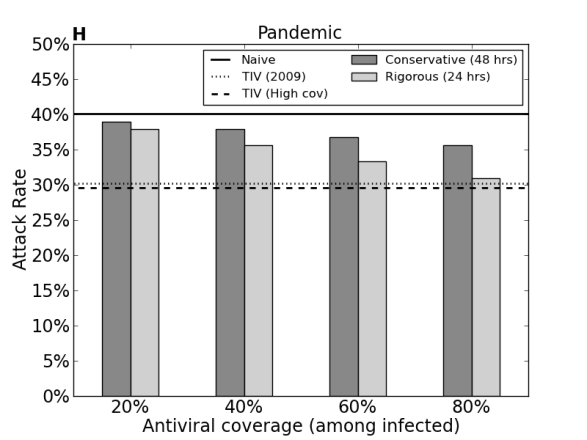 H
Pandemic
50%
45%
40%
35%
30%
25%
20%
15%
10%
5%
0%
Attack Rate
Naive
TIV (2009)
TIV (High cov)
Conservative (48 hrs)
Rigorous (24 hrs)
20%
40%
60%
80%
Antiviral coverage (among infected)